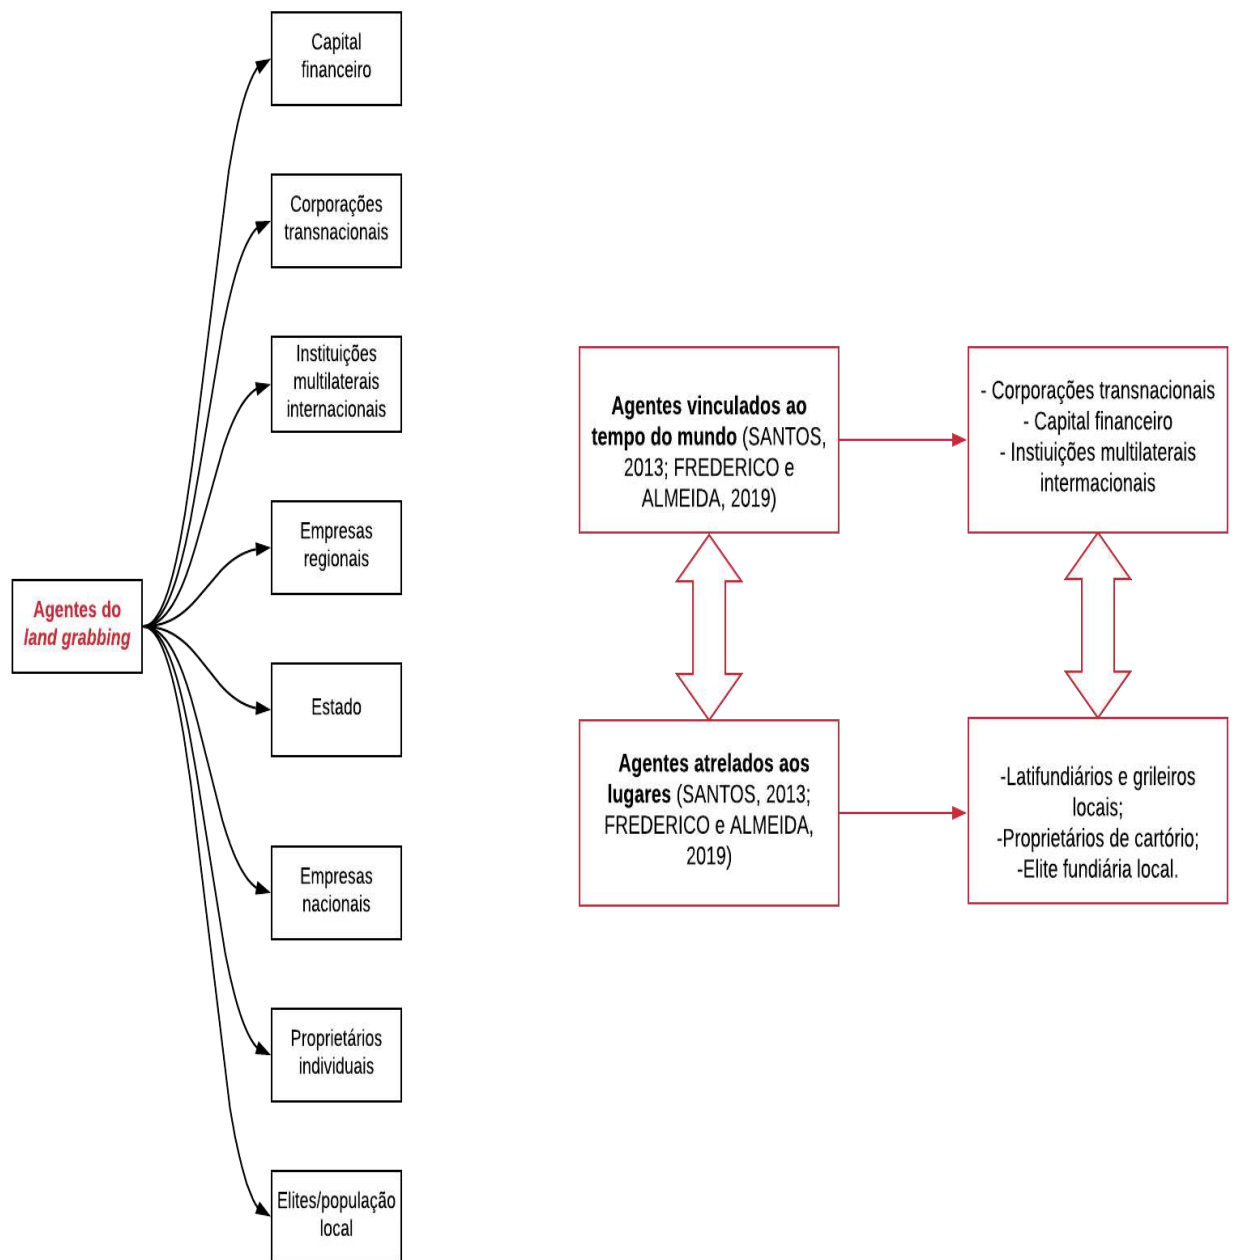 Capital
financeiro
Corporações
transnacionais
Instituições
multilaterais
internacionais
Empresas
regionais
Agentes do
land grabbing
Estado
Empresas
nacionais
Proprietários
individuais
Elites/população
local
Agentes vinculados ao
tempo do mundo (SANTOS,
2013; FREDERICO e
ALMEIDA, 2019)
- Corporações transnacionais
- Capital financeiro
- Instiuições multilaterais
intermacionais
Agentes atrelados aos
lugares (SANTOS, 2013;
FREDERICO e ALMEIDA,
2019)
-Latifundiários e grileiros
locais;
-Proprietários de cartório;
-Elite fundiária local.